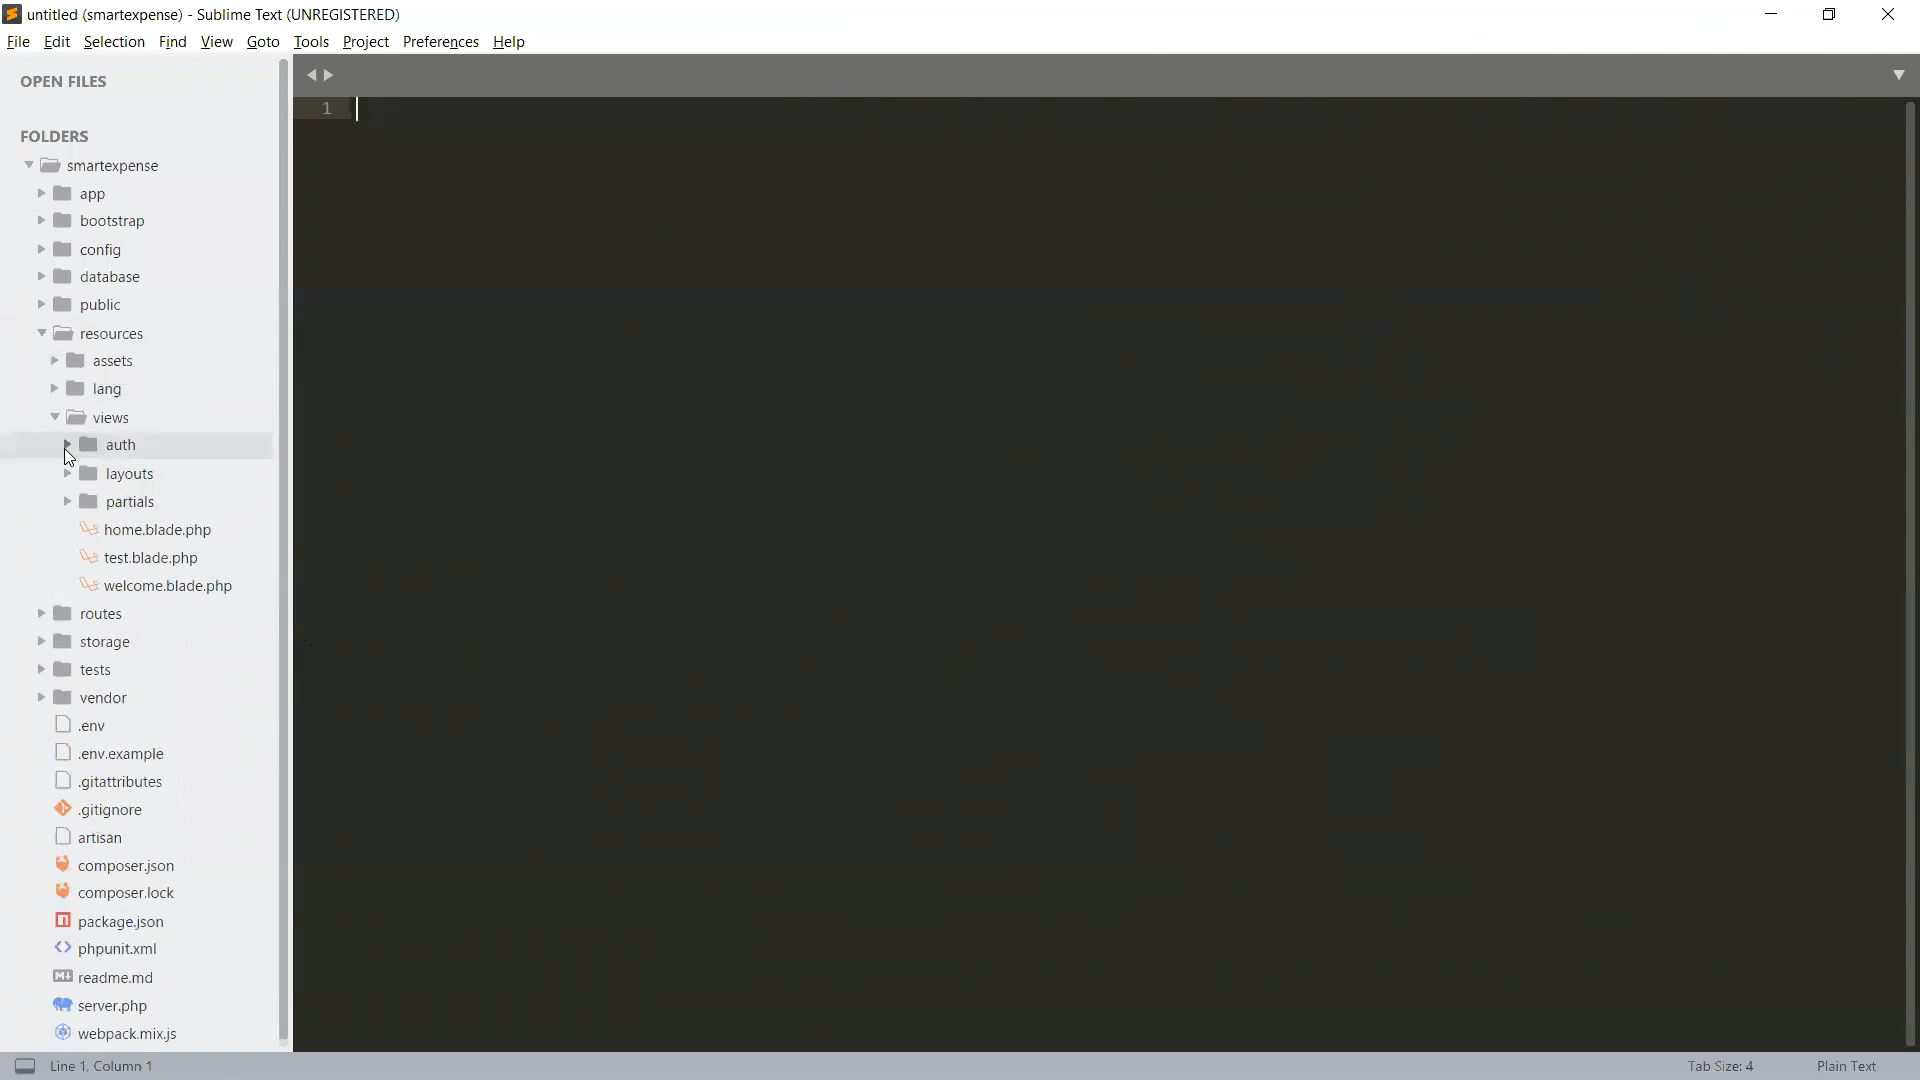 untitled (smartexpense) - Sublime Text (UNREGISTERED)
File Edit Selection Find View Goto Tools Project Preferences Help
OPEN FILES
1
FOLDERS
smartexpense
app
bootstrap
config
database
public
resources
assets
lang
views
auth
layouts
partials
home.blade.php
test.blade.php
welcome.blade.php
routes
storage
tests
vendor
.env
.env.example
.gitattributes
.gitignore
artisan
composer.json
composer.lock
package.json
phpunit.xml
readme.md
server.php
webpack.mix.js
Line 1, Column 1 Tab Size: 4 Plain Text